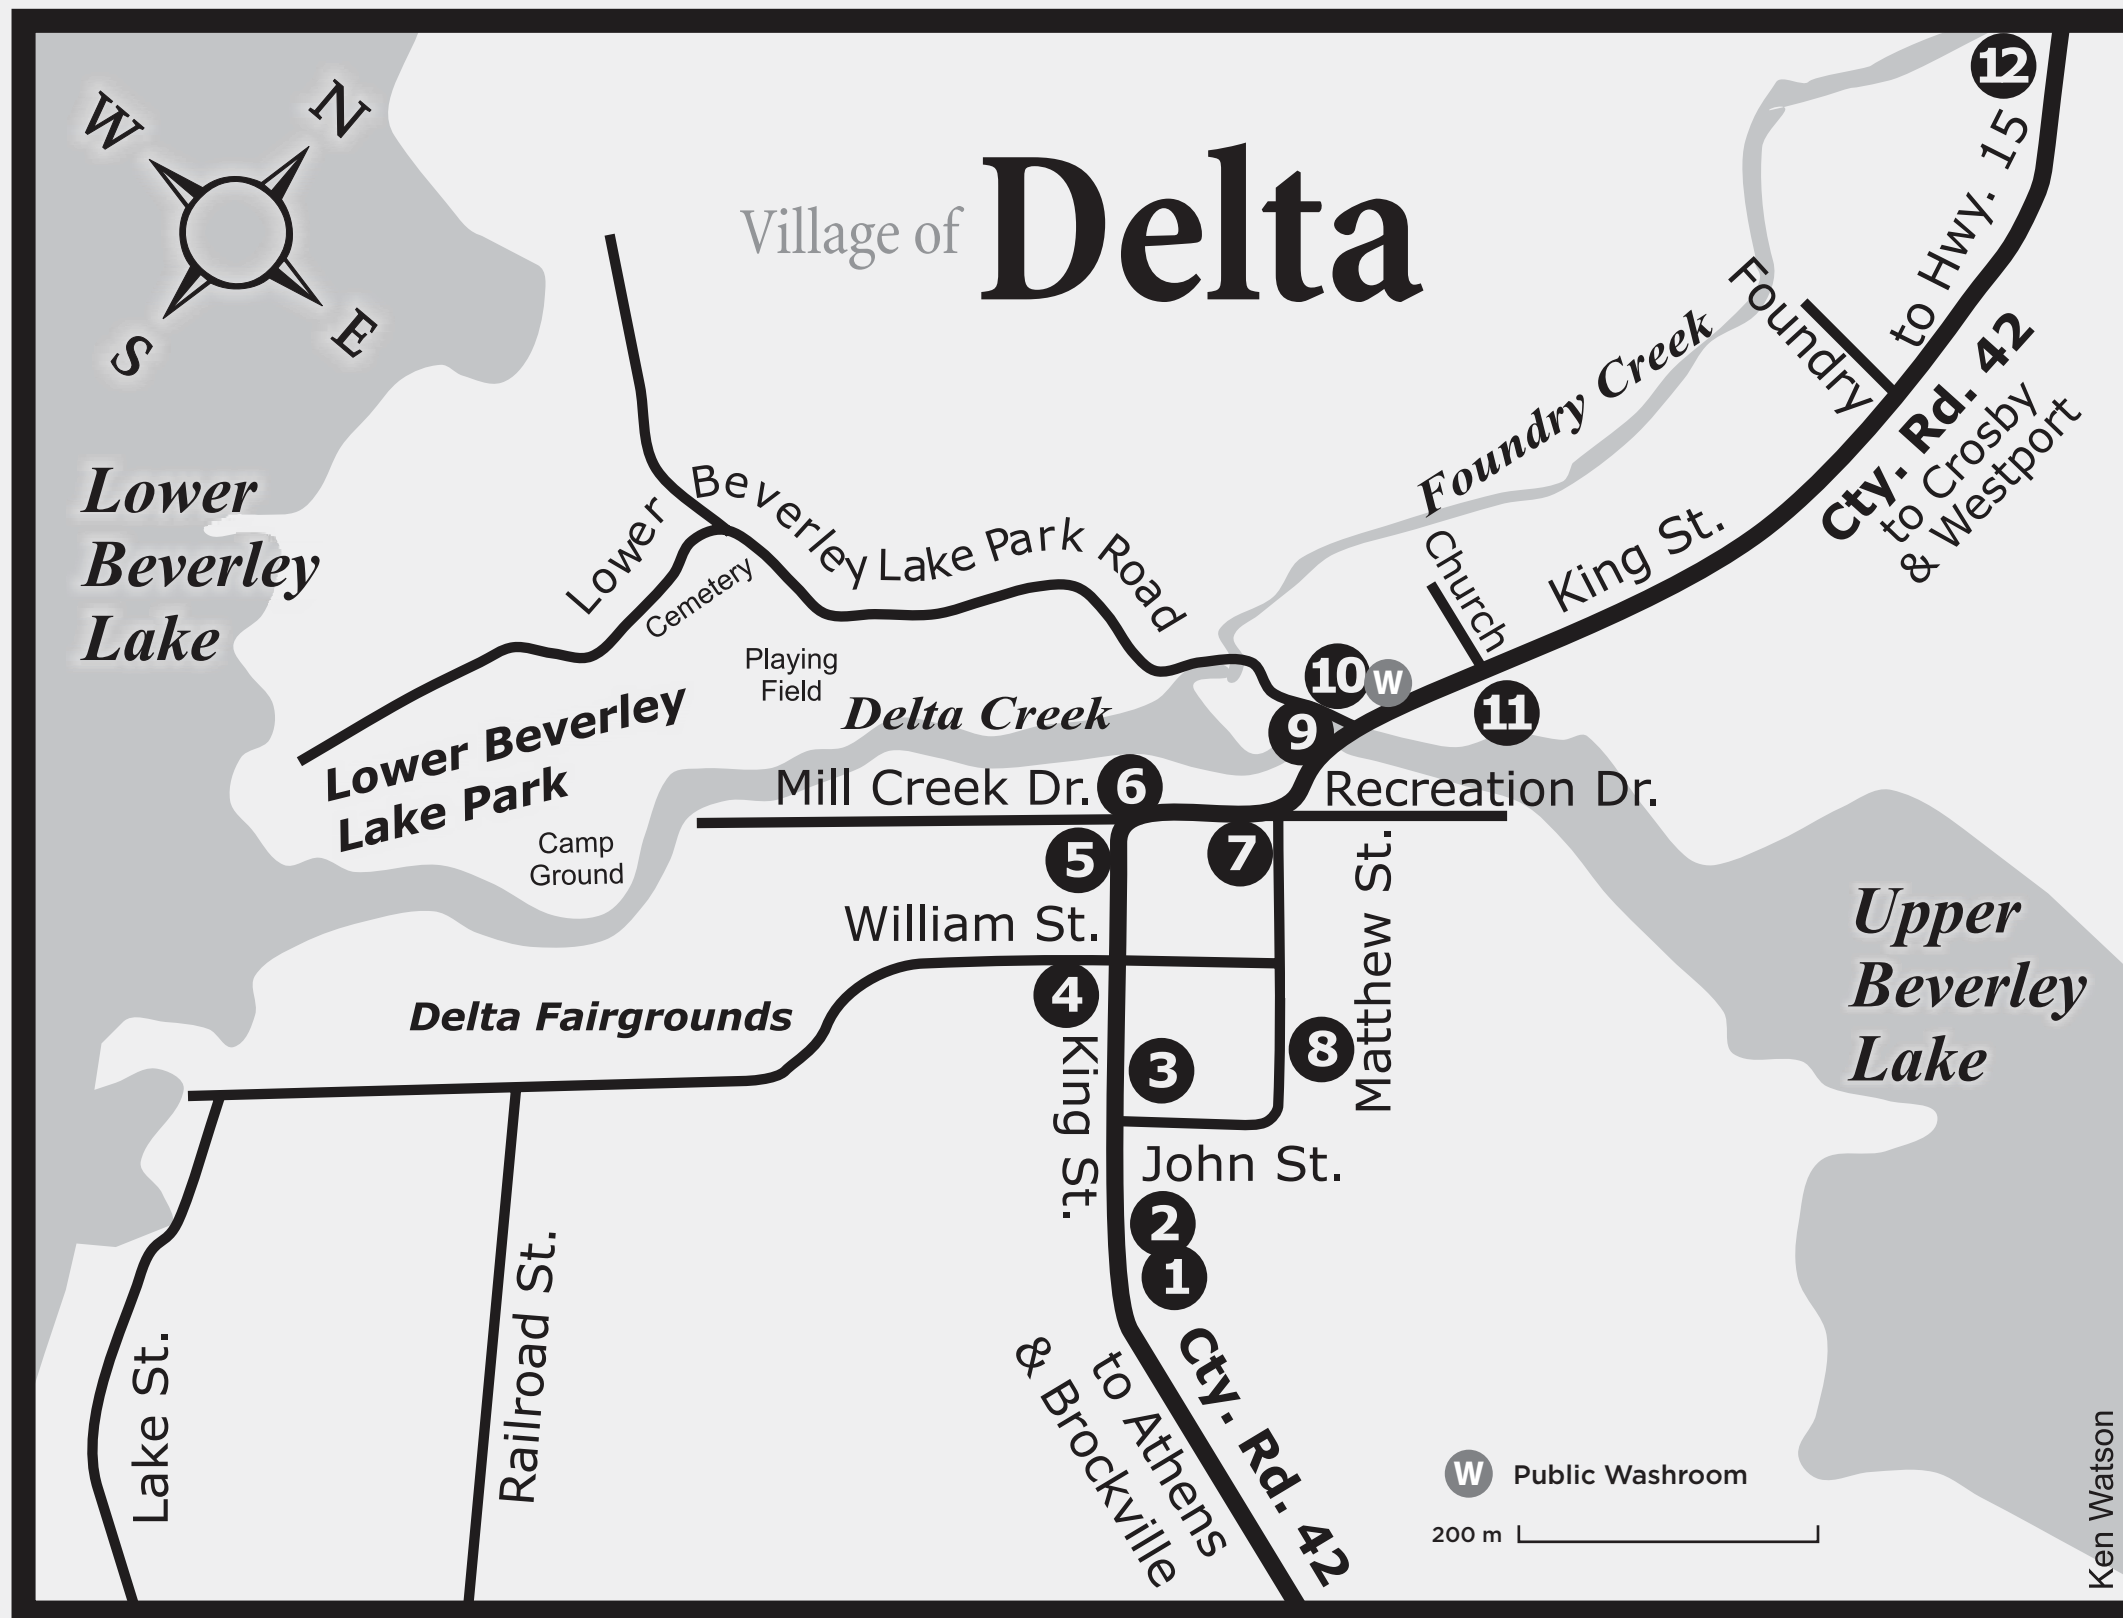 12
W
N
S
E
Village of Delta
to Hwy. 15
Foundry
Cty. Rd. 42
to Crosby
& Westport
Foundry Creek
Lower
Beverley
Lake
Lower Beverley Lake Park Road
Cemetery
Church
King St.
Playing
Field
10
W
11
9
Delta Creek
Lower Beverley
Lake Park
Mill Creek Dr.
6
Recreation Dr.
Camp
Ground
5
7
William St.
Matthew St.
Upper
Beverley
Lake
4
Delta Fairgrounds
King St.
3
8
John St.
2
1
Lake St.
Railroad St.
Cty. Rd. 42
to Athens
& Brockville
W Public Washroom
200 m
Ken Watson